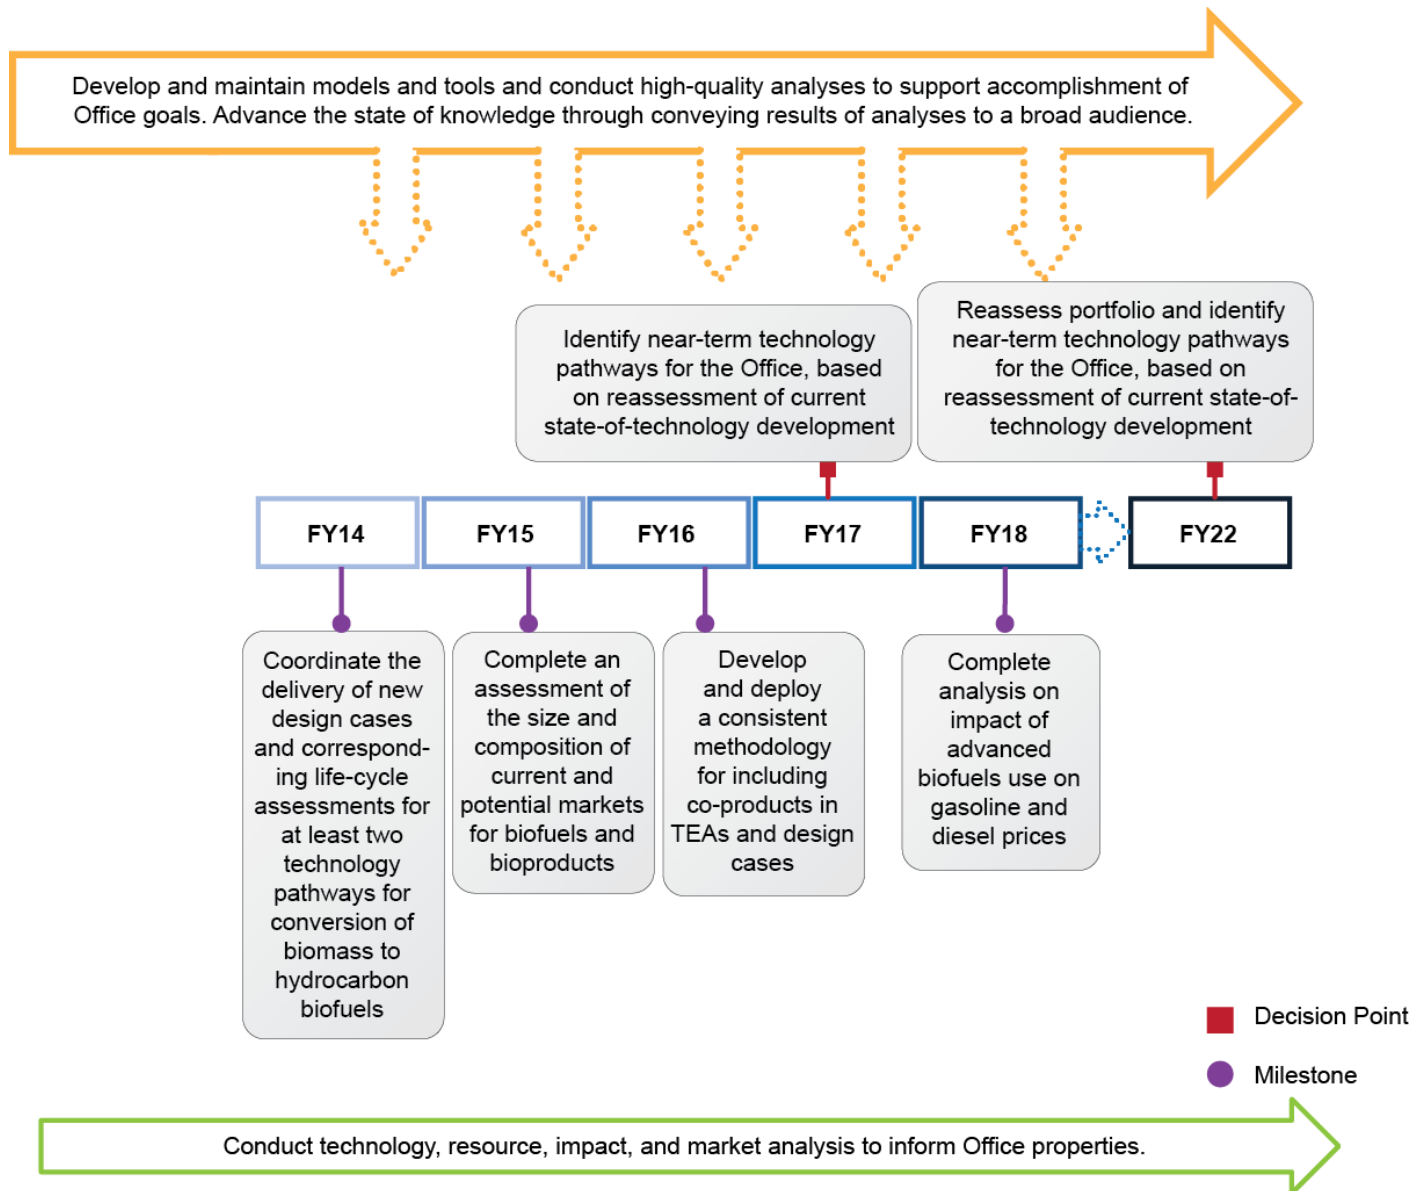 Develop and maintain models and tools and conduct high-quality analyses to support accomplishment of
Office goals. Advance the state of knowledge through conveying results of analyses to a broad audience.
Identify near-term technology
pathways for the Office, based
on reassessment of current
state-of-technology development
Reassess portfolio and identify
near-term technology pathways
for the Office, based on
reassessment of current state-of-
technology development
FY14
FY15
FY16
FY17
FY18
FY22
Coordinate the
delivery of new
design cases
and correspond-
ing life-cycle
assessments for
at least two
technology
pathways for
conversion of
biomass to
hydrocarbon
biofuels
Complete an
assessment of
the size and
composition of
current and
potential markets
for biofuels and
bioproducts
Develop
and deploy
a consistent
methodology
for including
co-products in
TEAs and design
cases
Complete
analysis on
impact of
advanced
biofuels use on
gasoline and
diesel prices
Decision Point
Milestone
Conduct technology, resource, impact, and market analysis to inform Office properties.